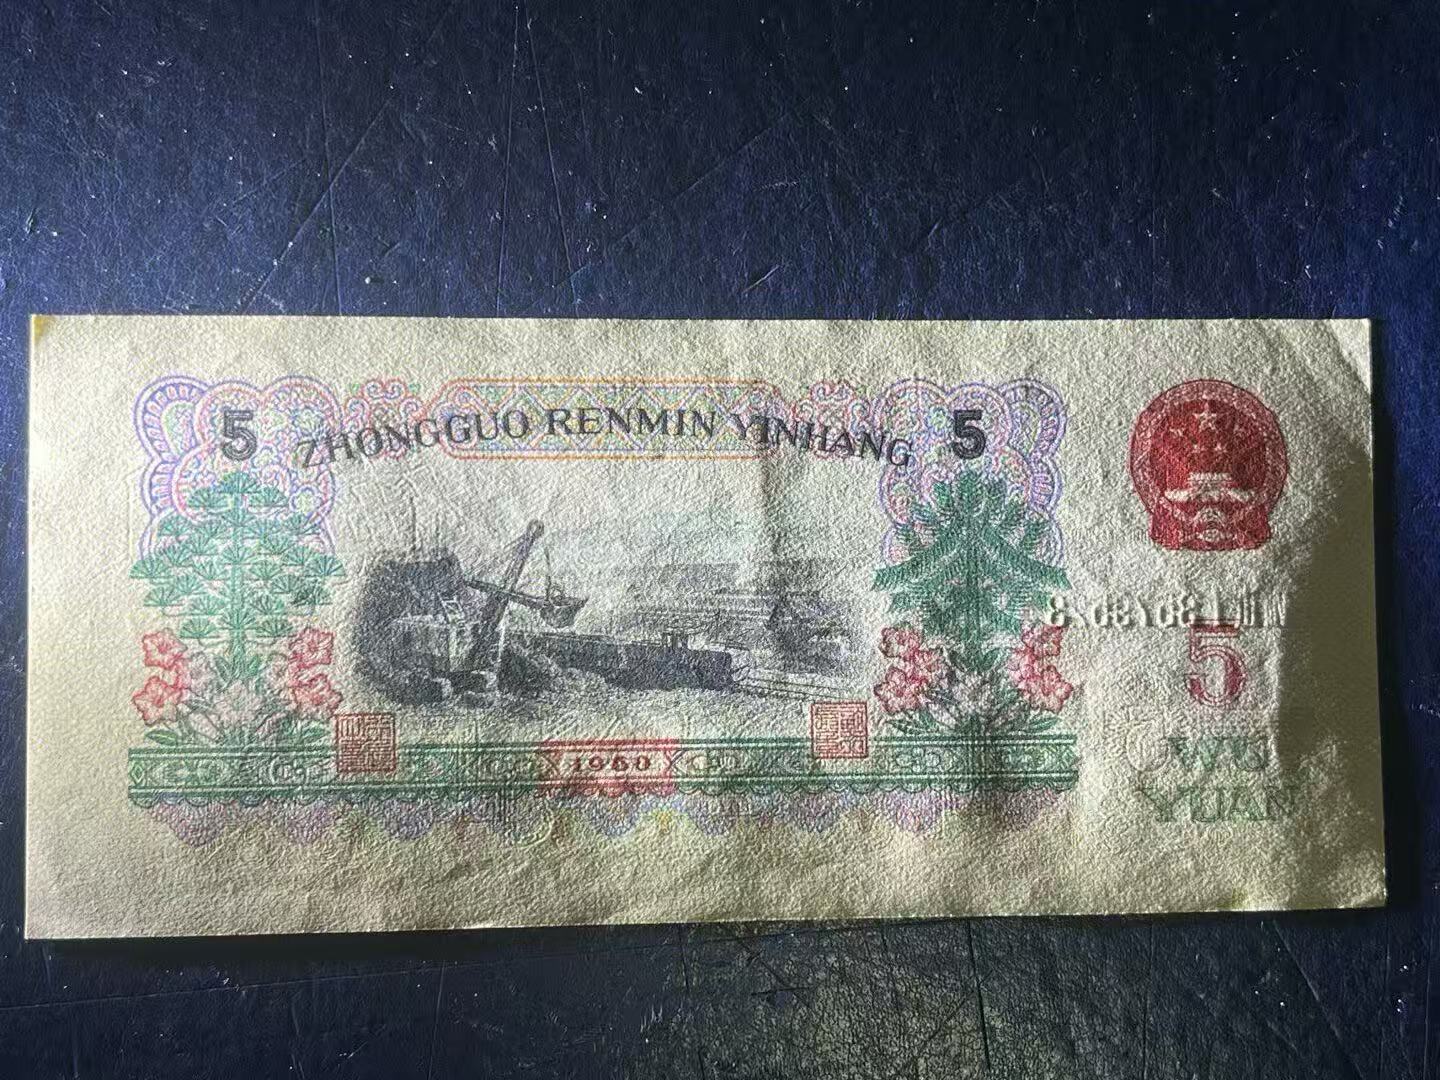 5 ZHONGGUO RENMIN YINHANG 5
5
1960
WU
YUAN